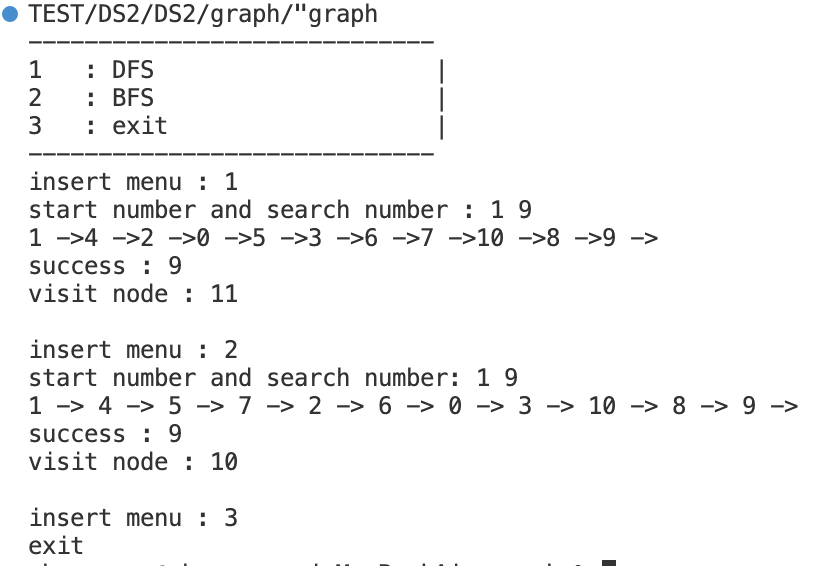 TEST/DS2/DS2/graph/"graph
-----------------------------
1   : DFS                    |
2   : BFS                    |
3   : exit                   |
-----------------------------
insert menu : 1
start number and search number : 1 9
1 ->4 ->2 ->0 ->5 ->3 ->6 ->7 ->10 ->8 ->9 ->
success : 9
visit node : 11
insert menu : 2
start number and search number: 1 9
1 -> 4 -> 5 -> 7 -> 2 -> 6 -> 0 -> 3 -> 10 -> 8 -> 9 ->
success : 9
visit node : 10
insert menu : 3
exit